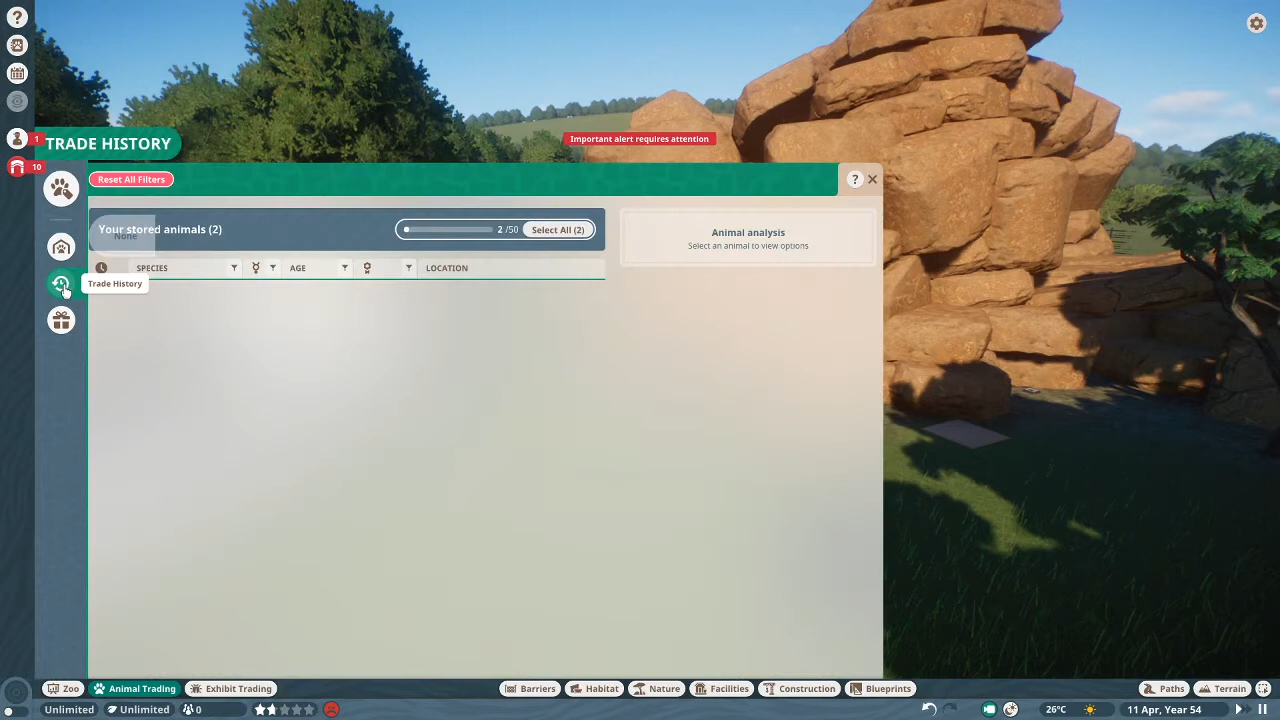 ?
1
TRADE HISTORY
Important alert requires attention
10
Reset All Filters
?
Your stored animals (2)
None
2 /50
Select All (2)
Animal analysis
Select an animal to view options
SPECIES
AGE
LOCATION
Trade History
Zoo
Animal Trading
Exhibit Trading
Barriers
Habitat
Nature
Facilities
Construction
Blueprints
Paths
Terrain
Unlimited
Unlimited
0
26°C
11 Apr, Year 54